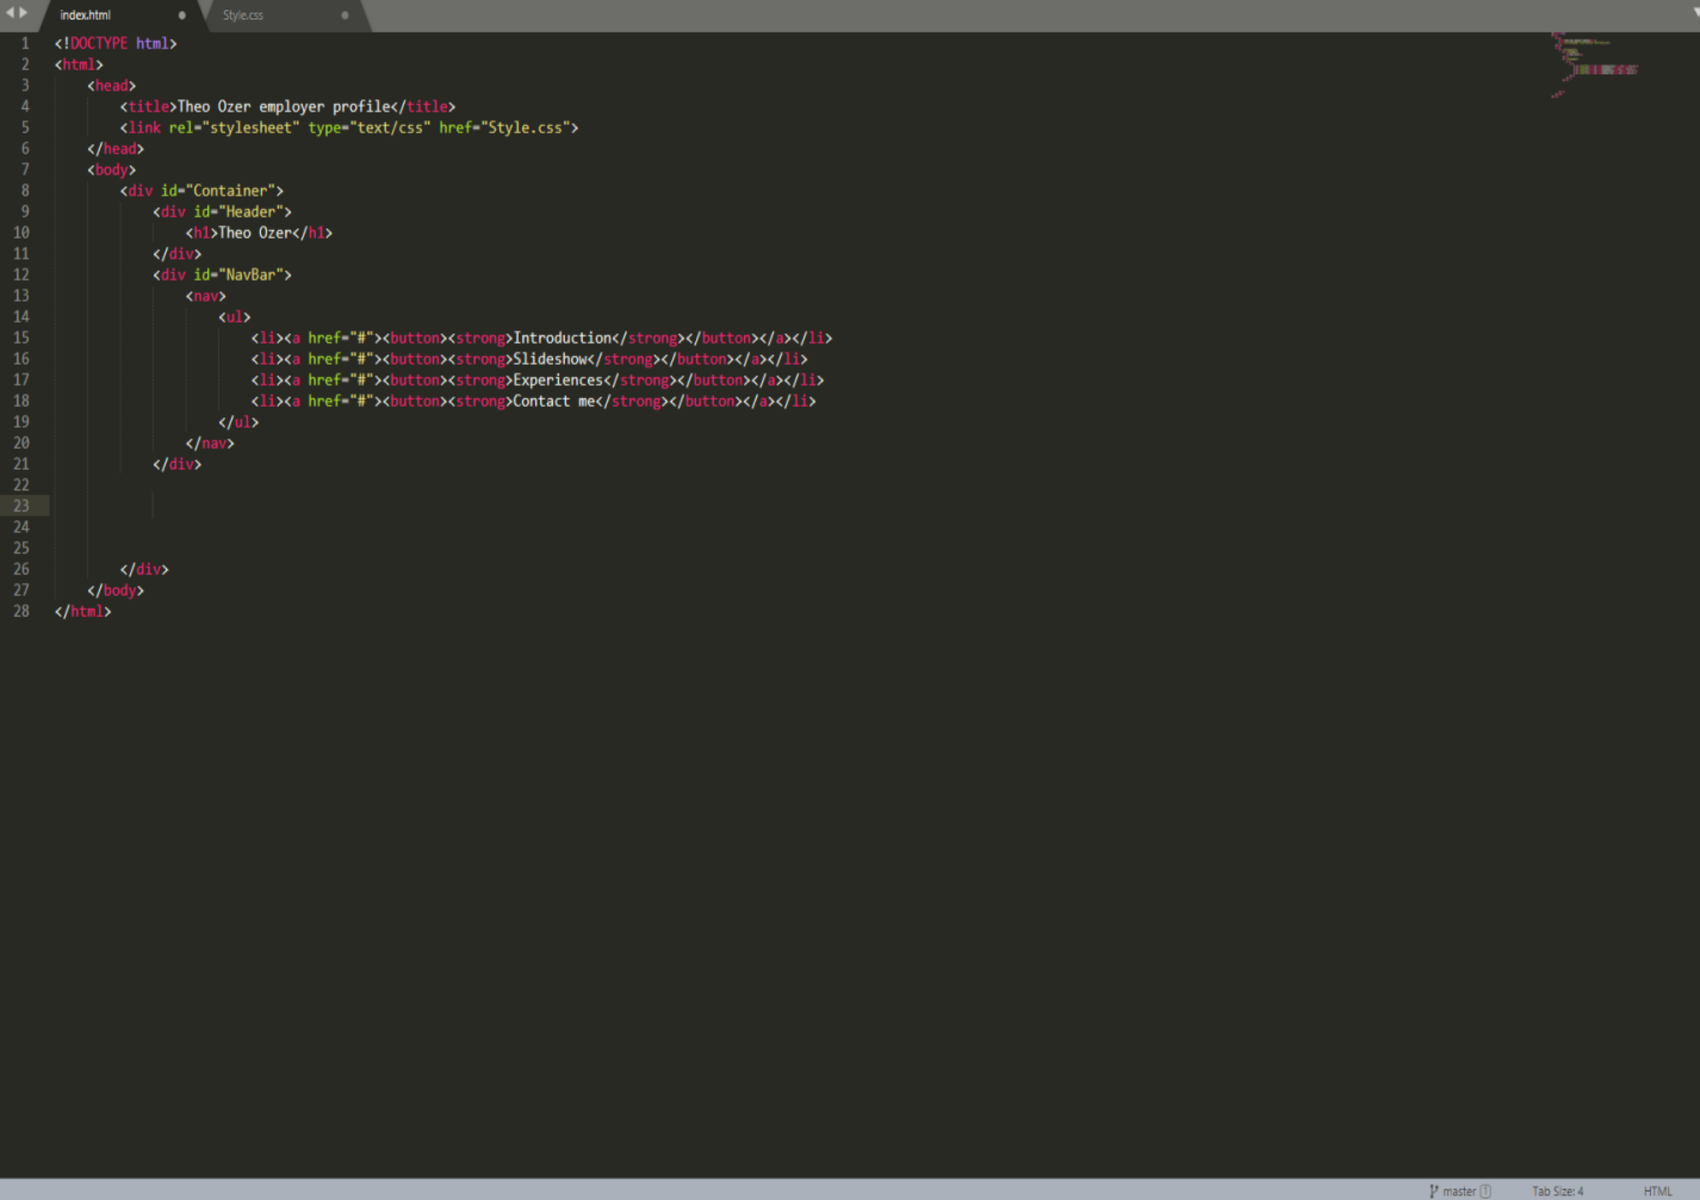 index.html Style.css
1 <!DOCTYPE html>
2 <html>
3     <head>
4         <title>Theo Ozer employer profile</title>
5         <link rel="stylesheet" type="text/css" href="Style.css">
6     </head>
7     <body>
8         <div id="Container">
9             <div id="Header">
10                 <h1>Theo Ozer</h1>
11             </div>
12             <div id="NavBar">
13                 <nav>
14                     <ul>
15                         <li><a href="#"><button><strong>Introduction</strong></button></a></li>
16                         <li><a href="#"><button><strong>Slideshow</strong></button></a></li>
17                         <li><a href="#"><button><strong>Experiences</strong></button></a></li>
18                         <li><a href="#"><button><strong>Contact me</strong></button></a></li>
19                     </ul>
20                 </nav>
21             </div>
22
23
24
25
26         </div>
27     </body>
28 </html>
master 1 Tab Size: 4 HTML